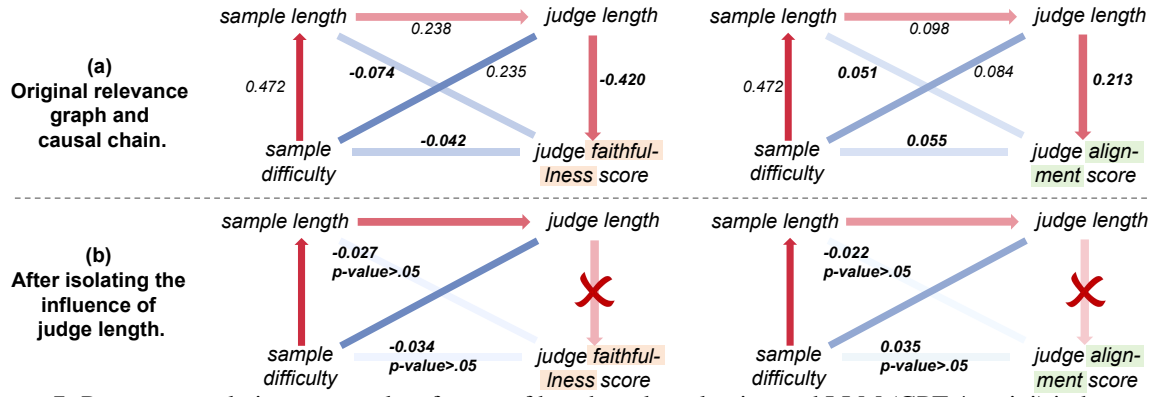 (a)
Original relevance
graph and
causal chain.
sample length
judge length
0.238
0.472
-0.074
0.235
-0.420
-0.042
sample
difficulty
judge faithful-
lness score
sample length
judge length
0.098
0.472
0.051
0.084
0.213
0.055
sample
difficulty
judge align-
ment score
(b)
After isolating the
influence of
judge length.
sample length
judge length
-0.027
p-value>.05
-0.034
p-value>.05
sample
difficulty
judge faithful-
lness score
sample length
judge length
-0.022
p-value>.05
0.035
p-value>.05
sample
difficulty
judge align-
ment score